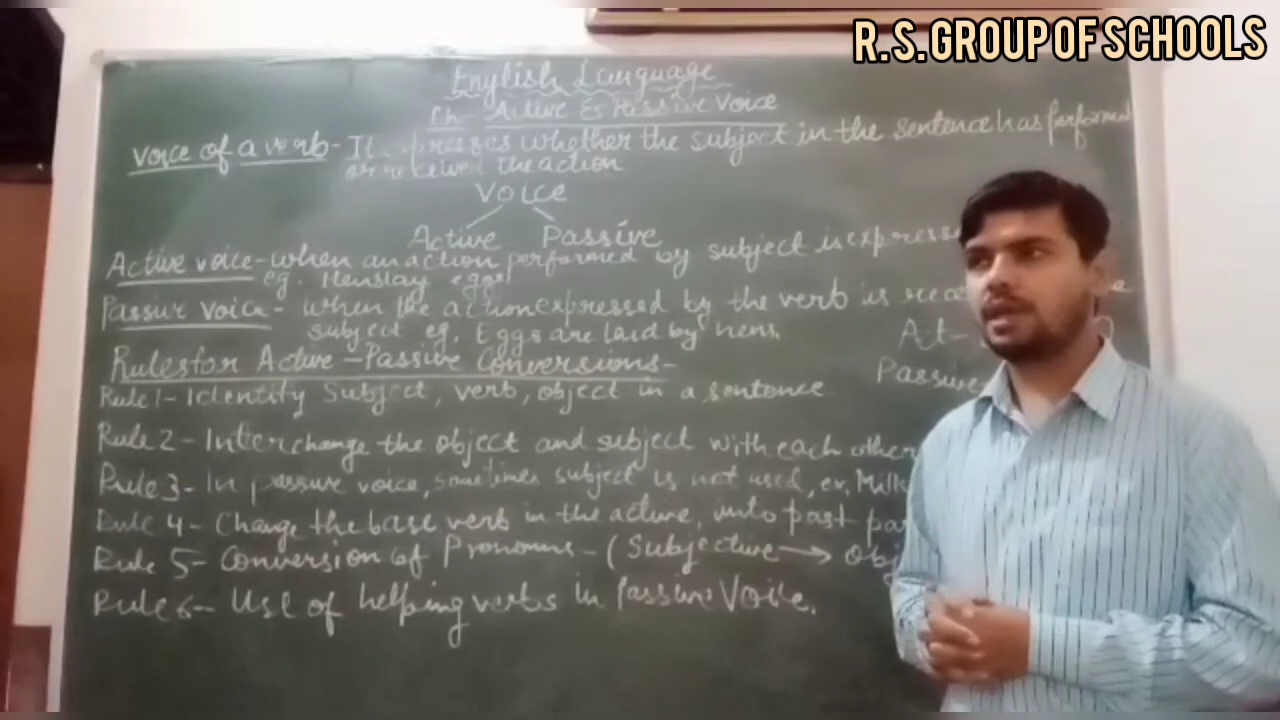 R.S. GROUP OF SCHOOLS
English Language
Ch- Active & Passive Voice
Voice of a verb- It expresses whether the subject in the sentence has performed
or received the action
Voice
Active Passive
Active voice- when an action performed by subject is
eg. Hens lay eggs
Passive voice- when the action expressed by the verb is
subject eg. Eggs are laid by hens.
Passive
Rules for Active-Passive Conversions-
Rule 1- Identify Subject, verb, object in a sentence
Rule 2- Interchange the object and subject with each other
Rule 3- In passive voice, sometimes subject is not used, ex.
Rule 4- Change the base verb in the active, into past
Rule 5- Conversion of Pronouns- (Subjective →
Rule 6- Use of helping verbs in Passive Voice.